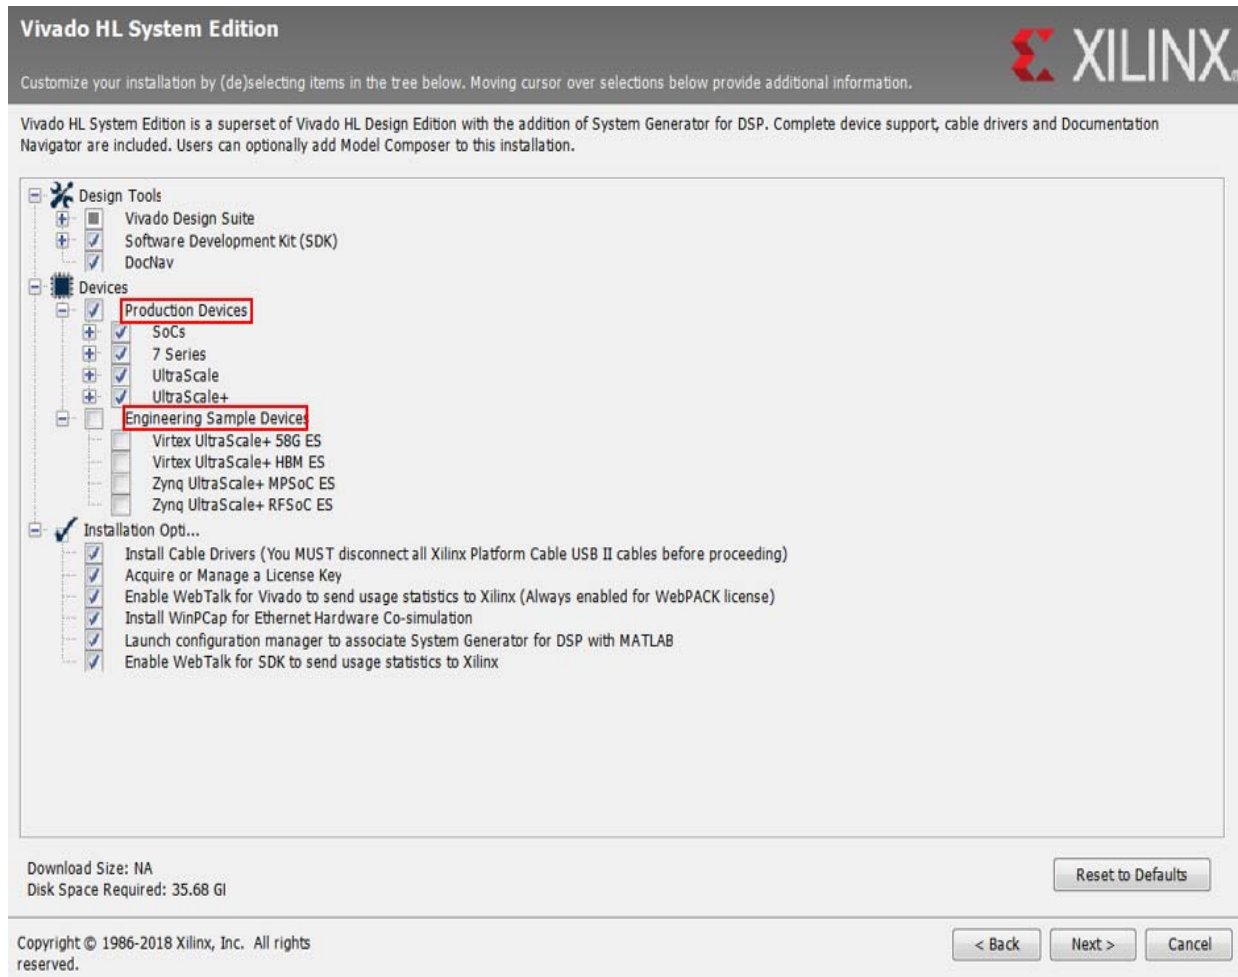 Vivado HL System Edition
XILINX
Customize your installation by (de)selecting items in the tree below. Moving cursor over selections below provide additional information.
Vivado HL System Edition is a superset of Vivado HL Design Edition with the addition of System Generator for DSP. Complete device support, cable drivers and Documentation
Navigator are included. Users can optionally add Model Composer to this installation.
Design Tools
Vivado Design Suite
Software Development Kit (SDK)
DocNav
Devices
Production Devices
SoCs
7 Series
UltraScale
UltraScale+
Engineering Sample Devices
Virtex UltraScale+ 58G ES
Virtex UltraScale+ HBM ES
Zynq UltraScale+ MPSoC ES
Zynq UltraScale+ RFSoC ES
Installation Opti...
Install Cable Drivers (You MUST disconnect all Xilinx Platform Cable USB II cables before proceeding)
Acquire or Manage a License Key
Enable WebTalk for Vivado to send usage statistics to Xilinx (Always enabled for WebPACK license)
Install WinPCap for Ethernet Hardware Co-simulation
Launch configuration manager to associate System Generator for DSP with MATLAB
Enable WebTalk for SDK to send usage statistics to Xilinx
Download Size: NA
Disk Space Required: 35.68 GI
Reset to Defaults
Copyright © 1986-2018 Xilinx, Inc. All rights
reserved.
< Back
Next >
Cancel